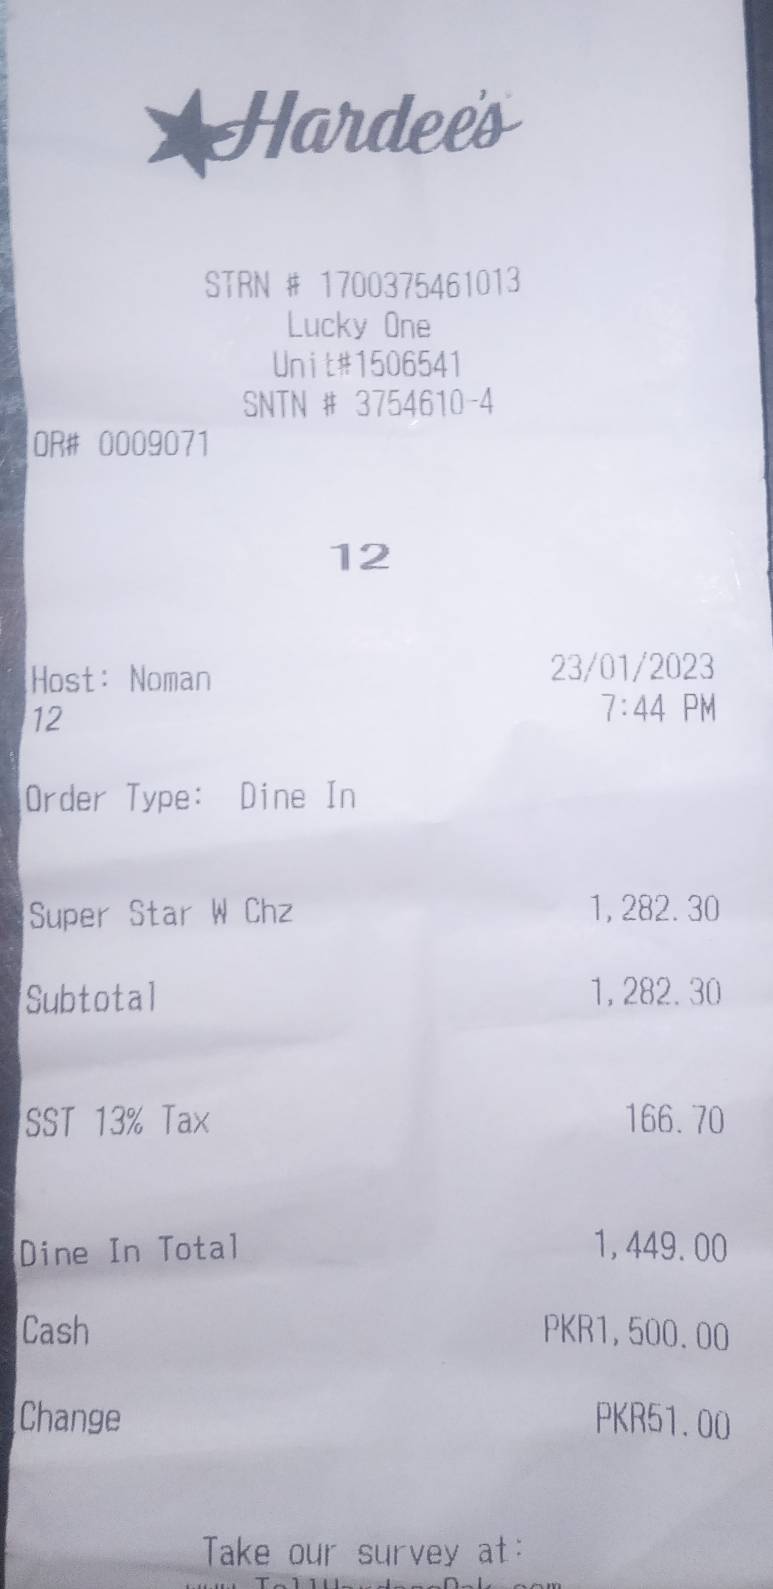 Hardee's
STRN # 1700375461013
Lucky One
Unit#1506541
SNTN # 3754610-4
OR# 0009071
12
Host: Noman 23/01/2023
12 7:44 PM
Order Type: Dine In
Super Star W Chz 1,282.30
Subtotal 1,282.30
SST 13% Tax 166.70
Dine In Total 1,449.00
Cash PKR1,500.00
Change PKR51.00
Take our survey at: